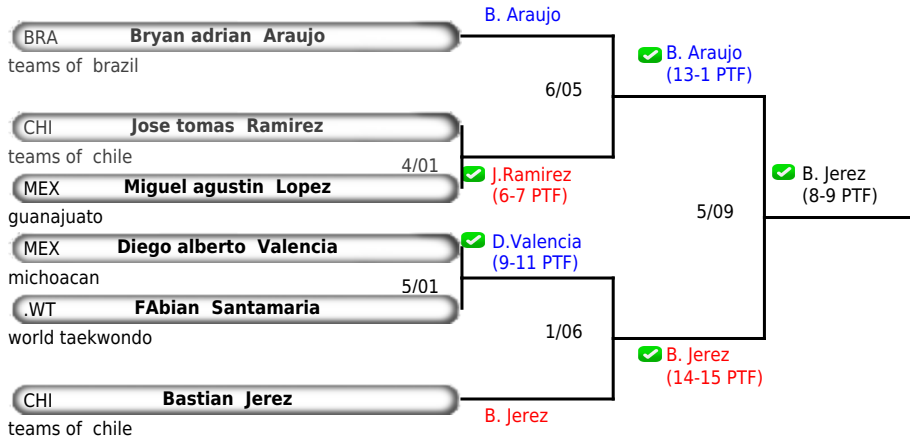 B. Araujo
BRA Bryan adrian Araujo
teams of brazil
B. Araujo
(13-1 PTF)
6/05
CHI Jose tomas Ramirez
teams of chile
4/01
J.Ramirez
(6-7 PTF)
MEX Miguel agustin Lopez
guanajuato
B. Jerez
(8-9 PTF)
5/09
MEX Diego alberto Valencia
michoacan
D.Valencia
(9-11 PTF)
5/01
.WT FAbian Santamaria
world taekwondo
1/06
B. Jerez
(14-15 PTF)
CHI Bastian Jerez
teams of chile
B. Jerez